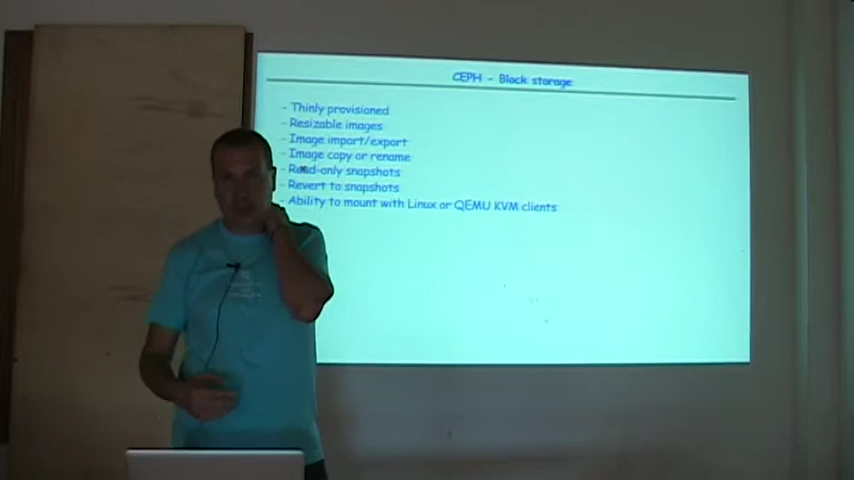 CEPH - Block storage
- Thinly provisioned
- Resizable images
- Image import/export
- Image copy or rename
- Read-only snapshots
- Revert to snapshots
- Ability to mount with Linux or QEMU KVM clients